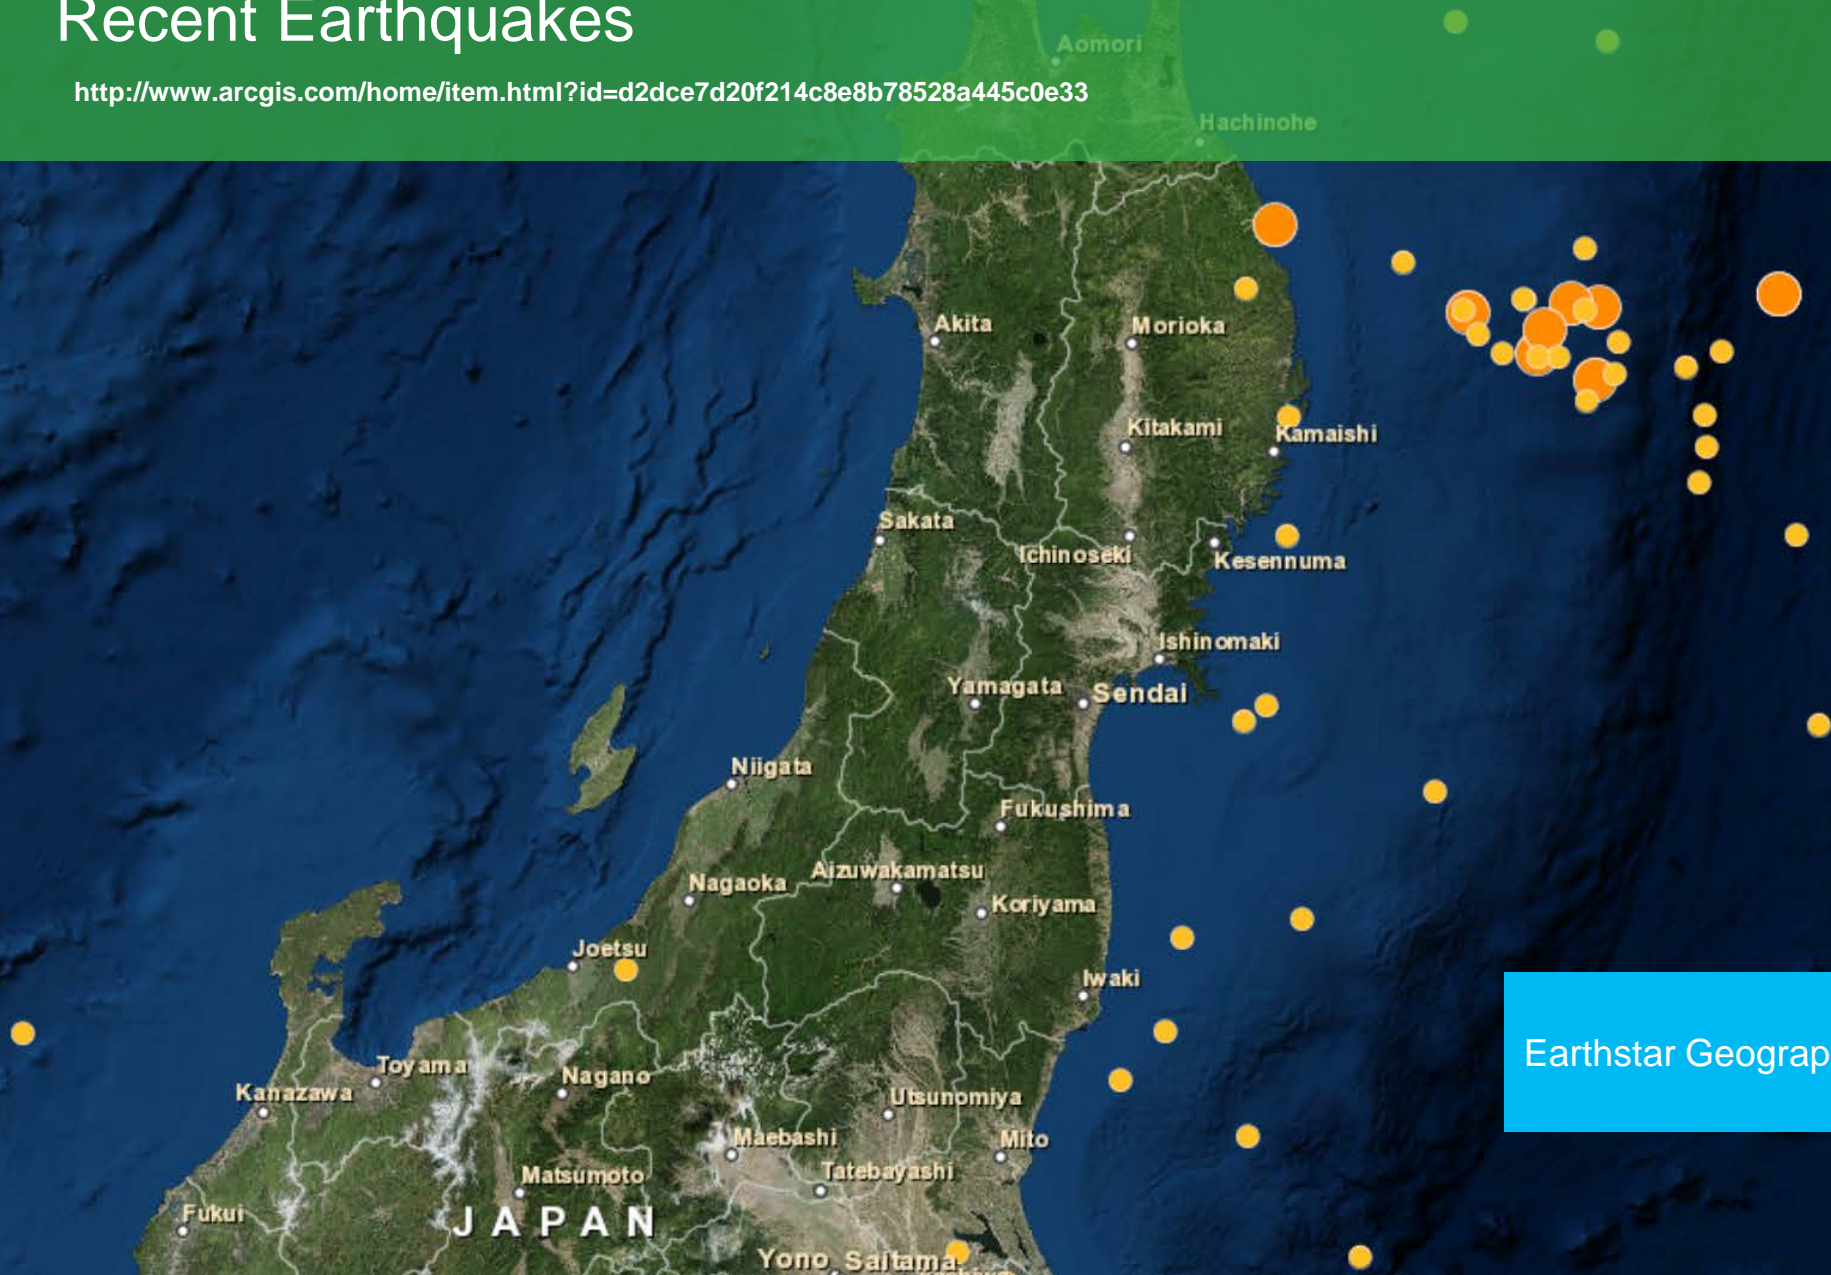 Recent Earthquakes
http://www.arcgis.com/home/item.html?id=d2dce7d20f214c8e8b78528a445c0e33
Aomori
Hachinohe
Akita
Morioka
Kitakami
Kamaishi
Sakata
Ichinoseki
Kesennuma
Ishinomaki
Yamagata
Sendai
Niigata
Fukushima
Aizuwakamatsu
Nagaoka
Koriyama
Joetsu
Iwaki
Earthstar Geograp
Toyama
Nagano
Kanazawa
Utsunomiya
Maebashi
Mito
Tatebayashi
Matsumoto
Fukui
JAPAN
Yono Saitama